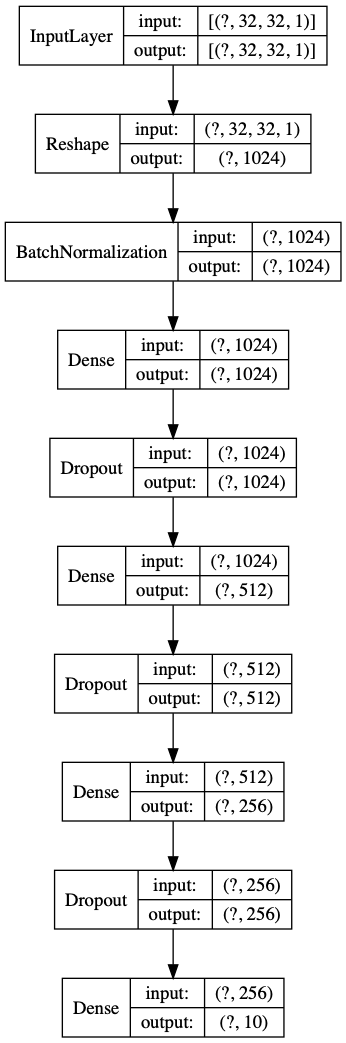 InputLayer input: [(?, 32, 32, 1)]
output: [(?, 32, 32, 1)]
Reshape input: (?, 32, 32, 1)
output: (?, 1024)
BatchNormalization input: (?, 1024)
output: (?, 1024)
Dense input: (?, 1024)
output: (?, 1024)
Dropout input: (?, 1024)
output: (?, 1024)
Dense input: (?, 1024)
output: (?, 512)
Dropout input: (?, 512)
output: (?, 512)
Dense input: (?, 512)
output: (?, 256)
Dropout input: (?, 256)
output: (?, 256)
Dense input: (?, 256)
output: (?, 10)